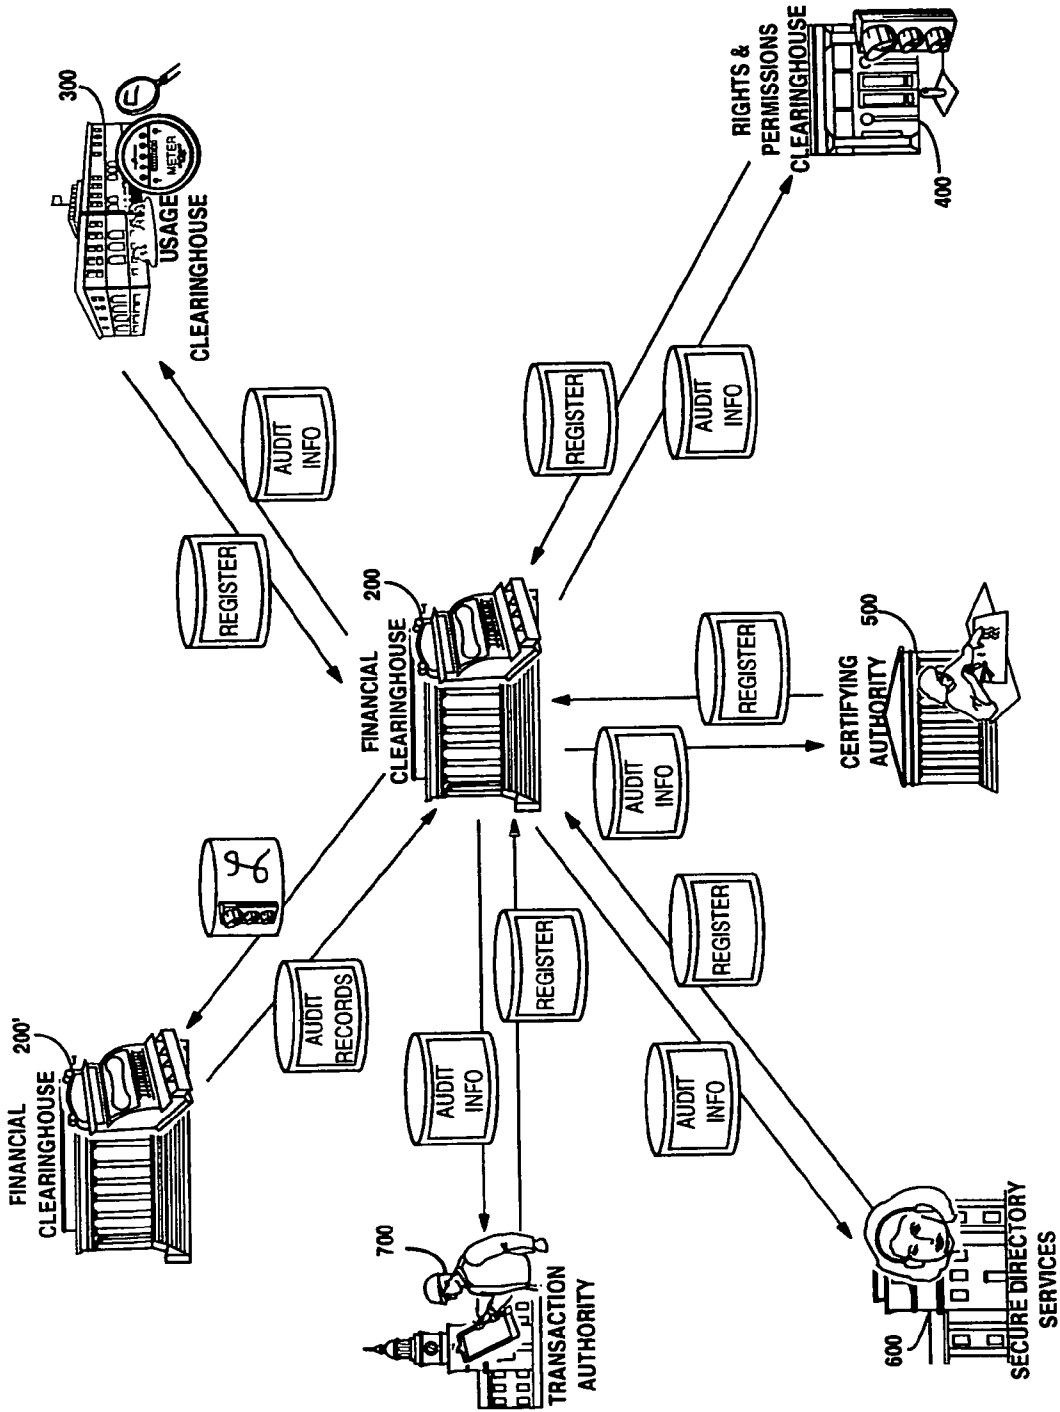 FINANCIAL
CLEARINGHOUSE
200'
300
METER
USAGE
CLEARINGHOUSE
AUDIT
RECORDS
REGISTER
AUDIT
INFO
TRANSACTION
AUTHORITY
700
AUDIT
INFO
REGISTER
FINANCIAL
CLEARINGHOUSE
200
AUDIT
INFO
REGISTER
REGISTER
AUDIT
INFO
RIGHTS &
PERMISSIONS
CLEARINGHOUSE
400
AUDIT
INFO
REGISTER
SECURE DIRECTORY
SERVICES
600
CERTIFYING
AUTHORITY
500